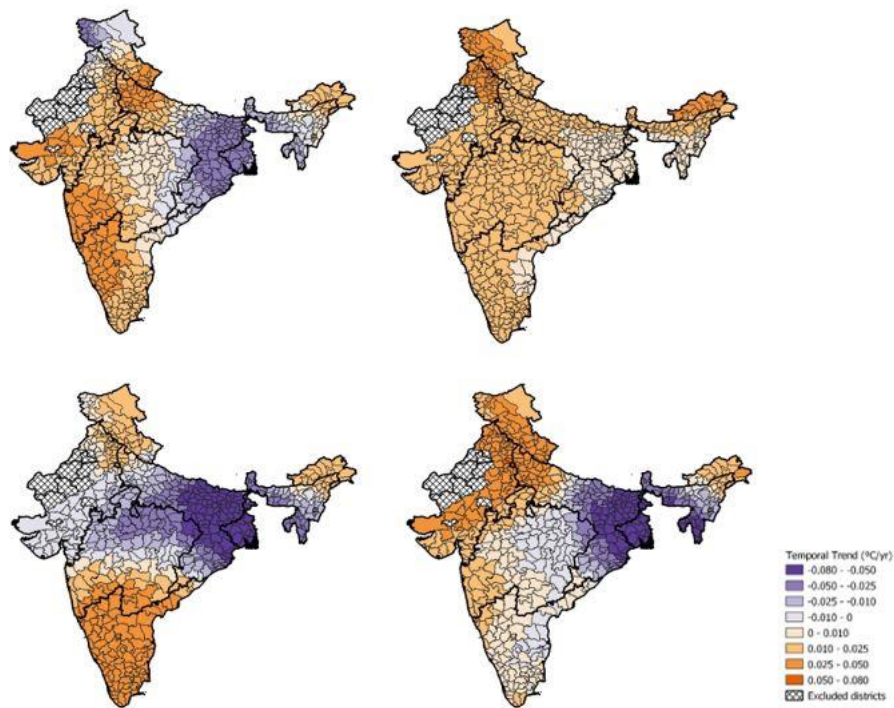 Temporal Trend (ºC/yr)
-0.080 - -0.050
-0.050 - -0.025
-0.025 - -0.010
-0.010 - 0
0 - 0.010
0.010 - 0.025
0.025 - 0.050
0.050 - 0.080
Excluded districts